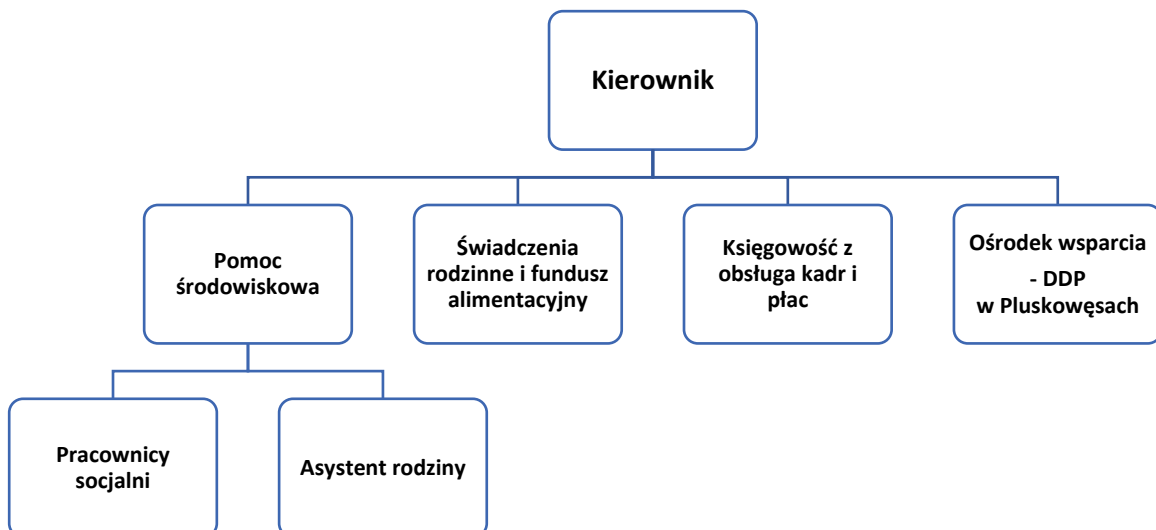 Kierownik
Pomoc
środowiskowa
Świadczenia
rodzinne i fundusz
alimentacyjny
Księgowość z
obsługa kadr i
płac
Ośrodek wsparcia
- DDP
w Pluskowęsach
Pracownicy
socjalni
Asystent rodziny